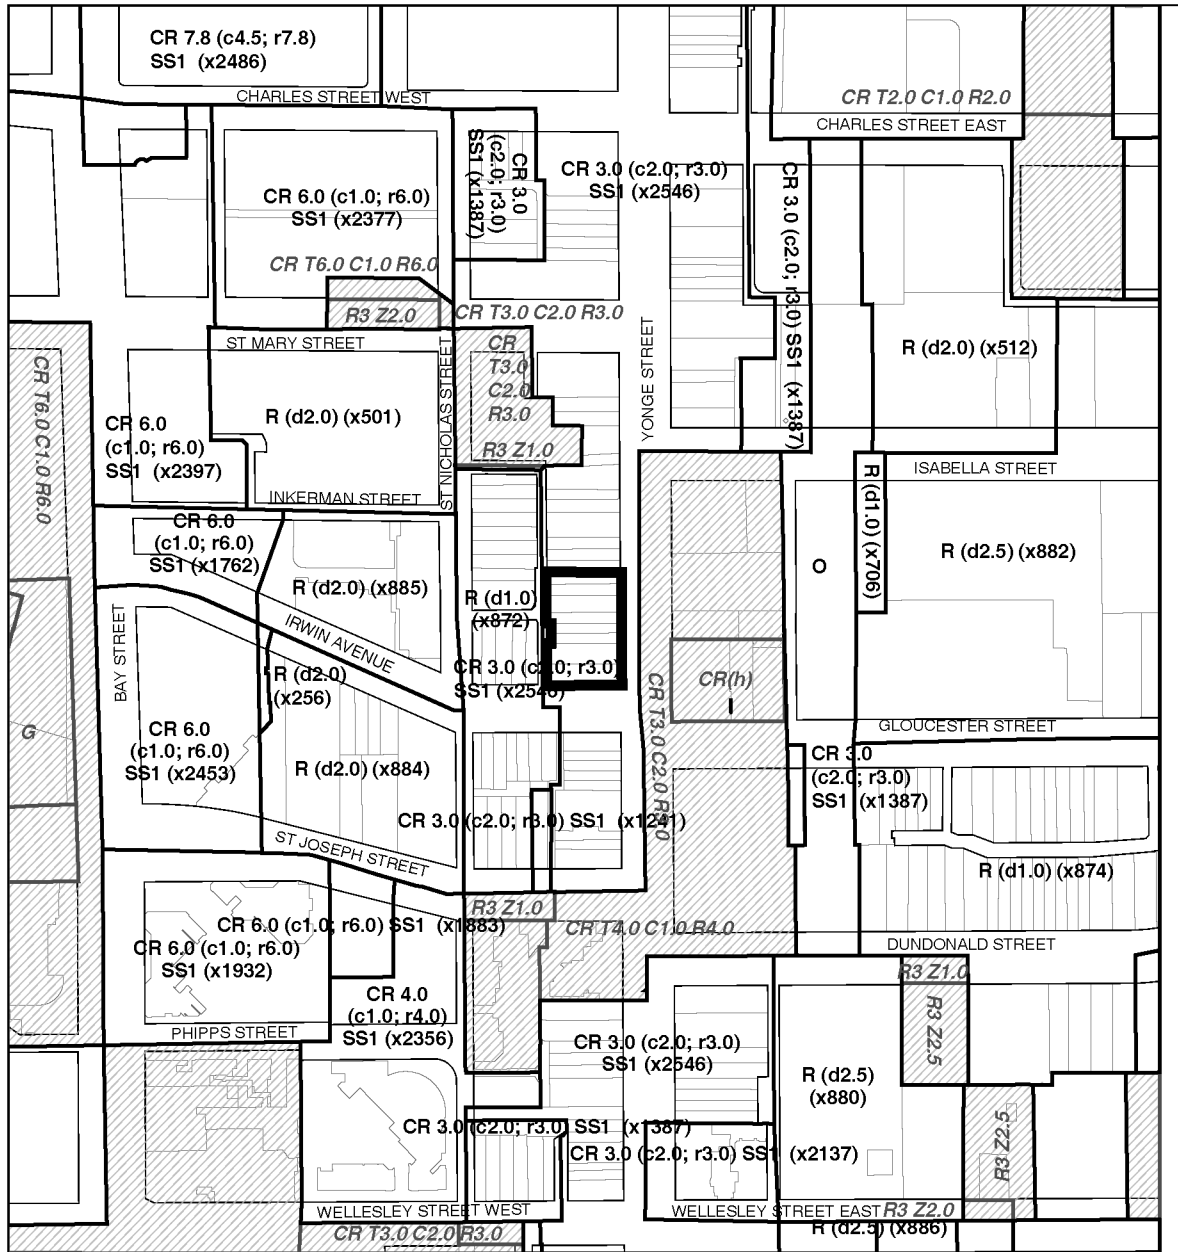 CR 7.8 (c4.5; r7.8)
SS1 (x2486)
CHARLES STREET WEST
CR T2.0 C1.0 R2.0
CHARLES STREET EAST
CR 3.0
(c2.0; r3.0)
SS1 (x1387)
CR 3.0 (c2.0; r3.0)
SS1 (x2546)
CR 3.0 (c2.0; r3.0) SS1 (x1387)
CR 6.0 (c1.0; r6.0)
SS1 (x2377)
CR T6.0 C1.0 R6.0
R3 Z2.0
CR T3.0 C2.0 R3.0
ST MARY STREET
ST NICHOLAS STREET
CR
T3.0
C2.0
R3.0
R3 Z1.0
YONGE STREET
R (d2.0) (x512)
CR T6.0 C1.0 R6.0
CR 6.0
(c1.0; r6.0)
SS1 (x2397)
R (d2.0) (x501)
INKERMAN STREET
ISABELLA STREET
R (d1.0) (x706)
R (d2.5) (x882)
O
CR 6.0
(c1.0; r6.0)
SS1 (x1762)
R (d2.0) (x885)
R (d1.0)
(x872)
IRWIN AVENUE
BAY STREET
R (d2.0)
(x256)
CR 3.0 (c2.0; r3.0)
SS1 (x2546)
CR T3.0 C2.0 R3.0
CR(h)
I
G
GLOUCESTER STREET
CR 6.0
(c1.0; r6.0)
SS1 (x2453)
R (d2.0) (x884)
CR 3.0
(c2.0; r3.0)
SS1 (x1387)
CR 3.0 (c2.0; r3.0) SS1 (x1241)
ST JOSEPH STREET
R (d1.0) (x874)
R3 Z1.0
CR T4.0 C1.0 R4.0
CR 6.0 (c1.0; r6.0) SS1 (x1883)
CR 6.0 (c1.0; r6.0)
SS1 (x1932)
DUNDONALD STREET
R3 Z1.0
R3 Z2.5
CR 4.0
(c1.0; r4.0)
SS1 (x2356)
PHIPPS STREET
CR 3.0 (c2.0; r3.0)
SS1 (x2546)
R (d2.5)
(x880)
R3 Z2.5
CR 3.0 (c2.0; r3.0) SS1 (x1387)
CR 3.0 (c2.0; r3.0) SS1 (x2137)
WELLESLEY STREET WEST
WELLESLEY STREET EAST
R3 Z2.0
CR T3.0 C2.0 R3.0
R (d2.5) (x886)